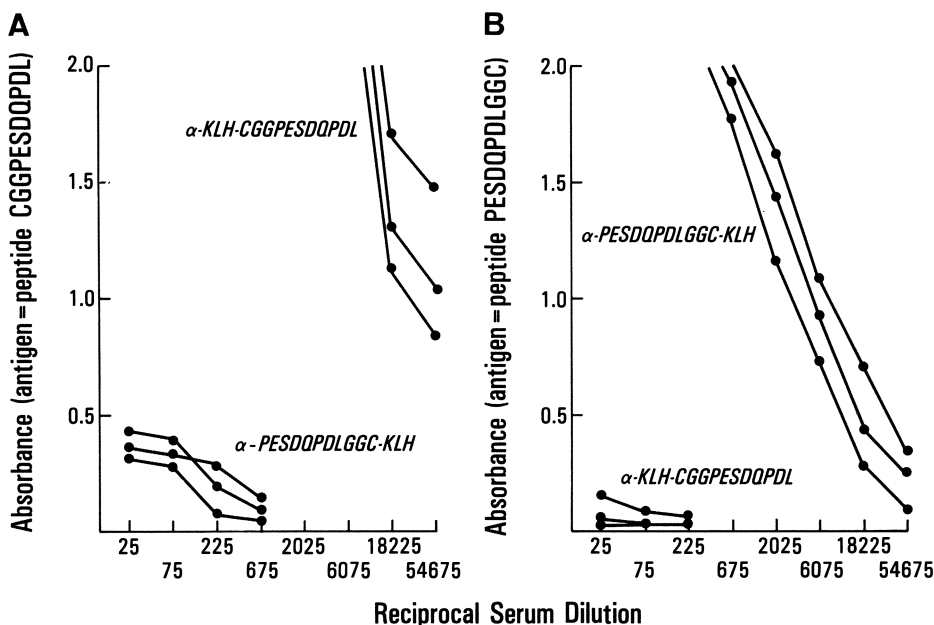 A
Absorbance (antigen=peptide CGGPESDQPDL)
2.0
1.5
1.0
0.5
α-KLH-CGGPESDQPDL
α-PESDQPDLGGC-KLH
25
75
225
675
2025
6075
18225
54675
B
Absorbance (antigen=peptide PESDQPDLGGC)
2.0
1.5
1.0
0.5
α-PESDQPDLGGC-KLH
α-KLH-CGGPESDQPDL
25
75
225
675
2025
6075
18225
54675
Reciprocal Serum Dilution